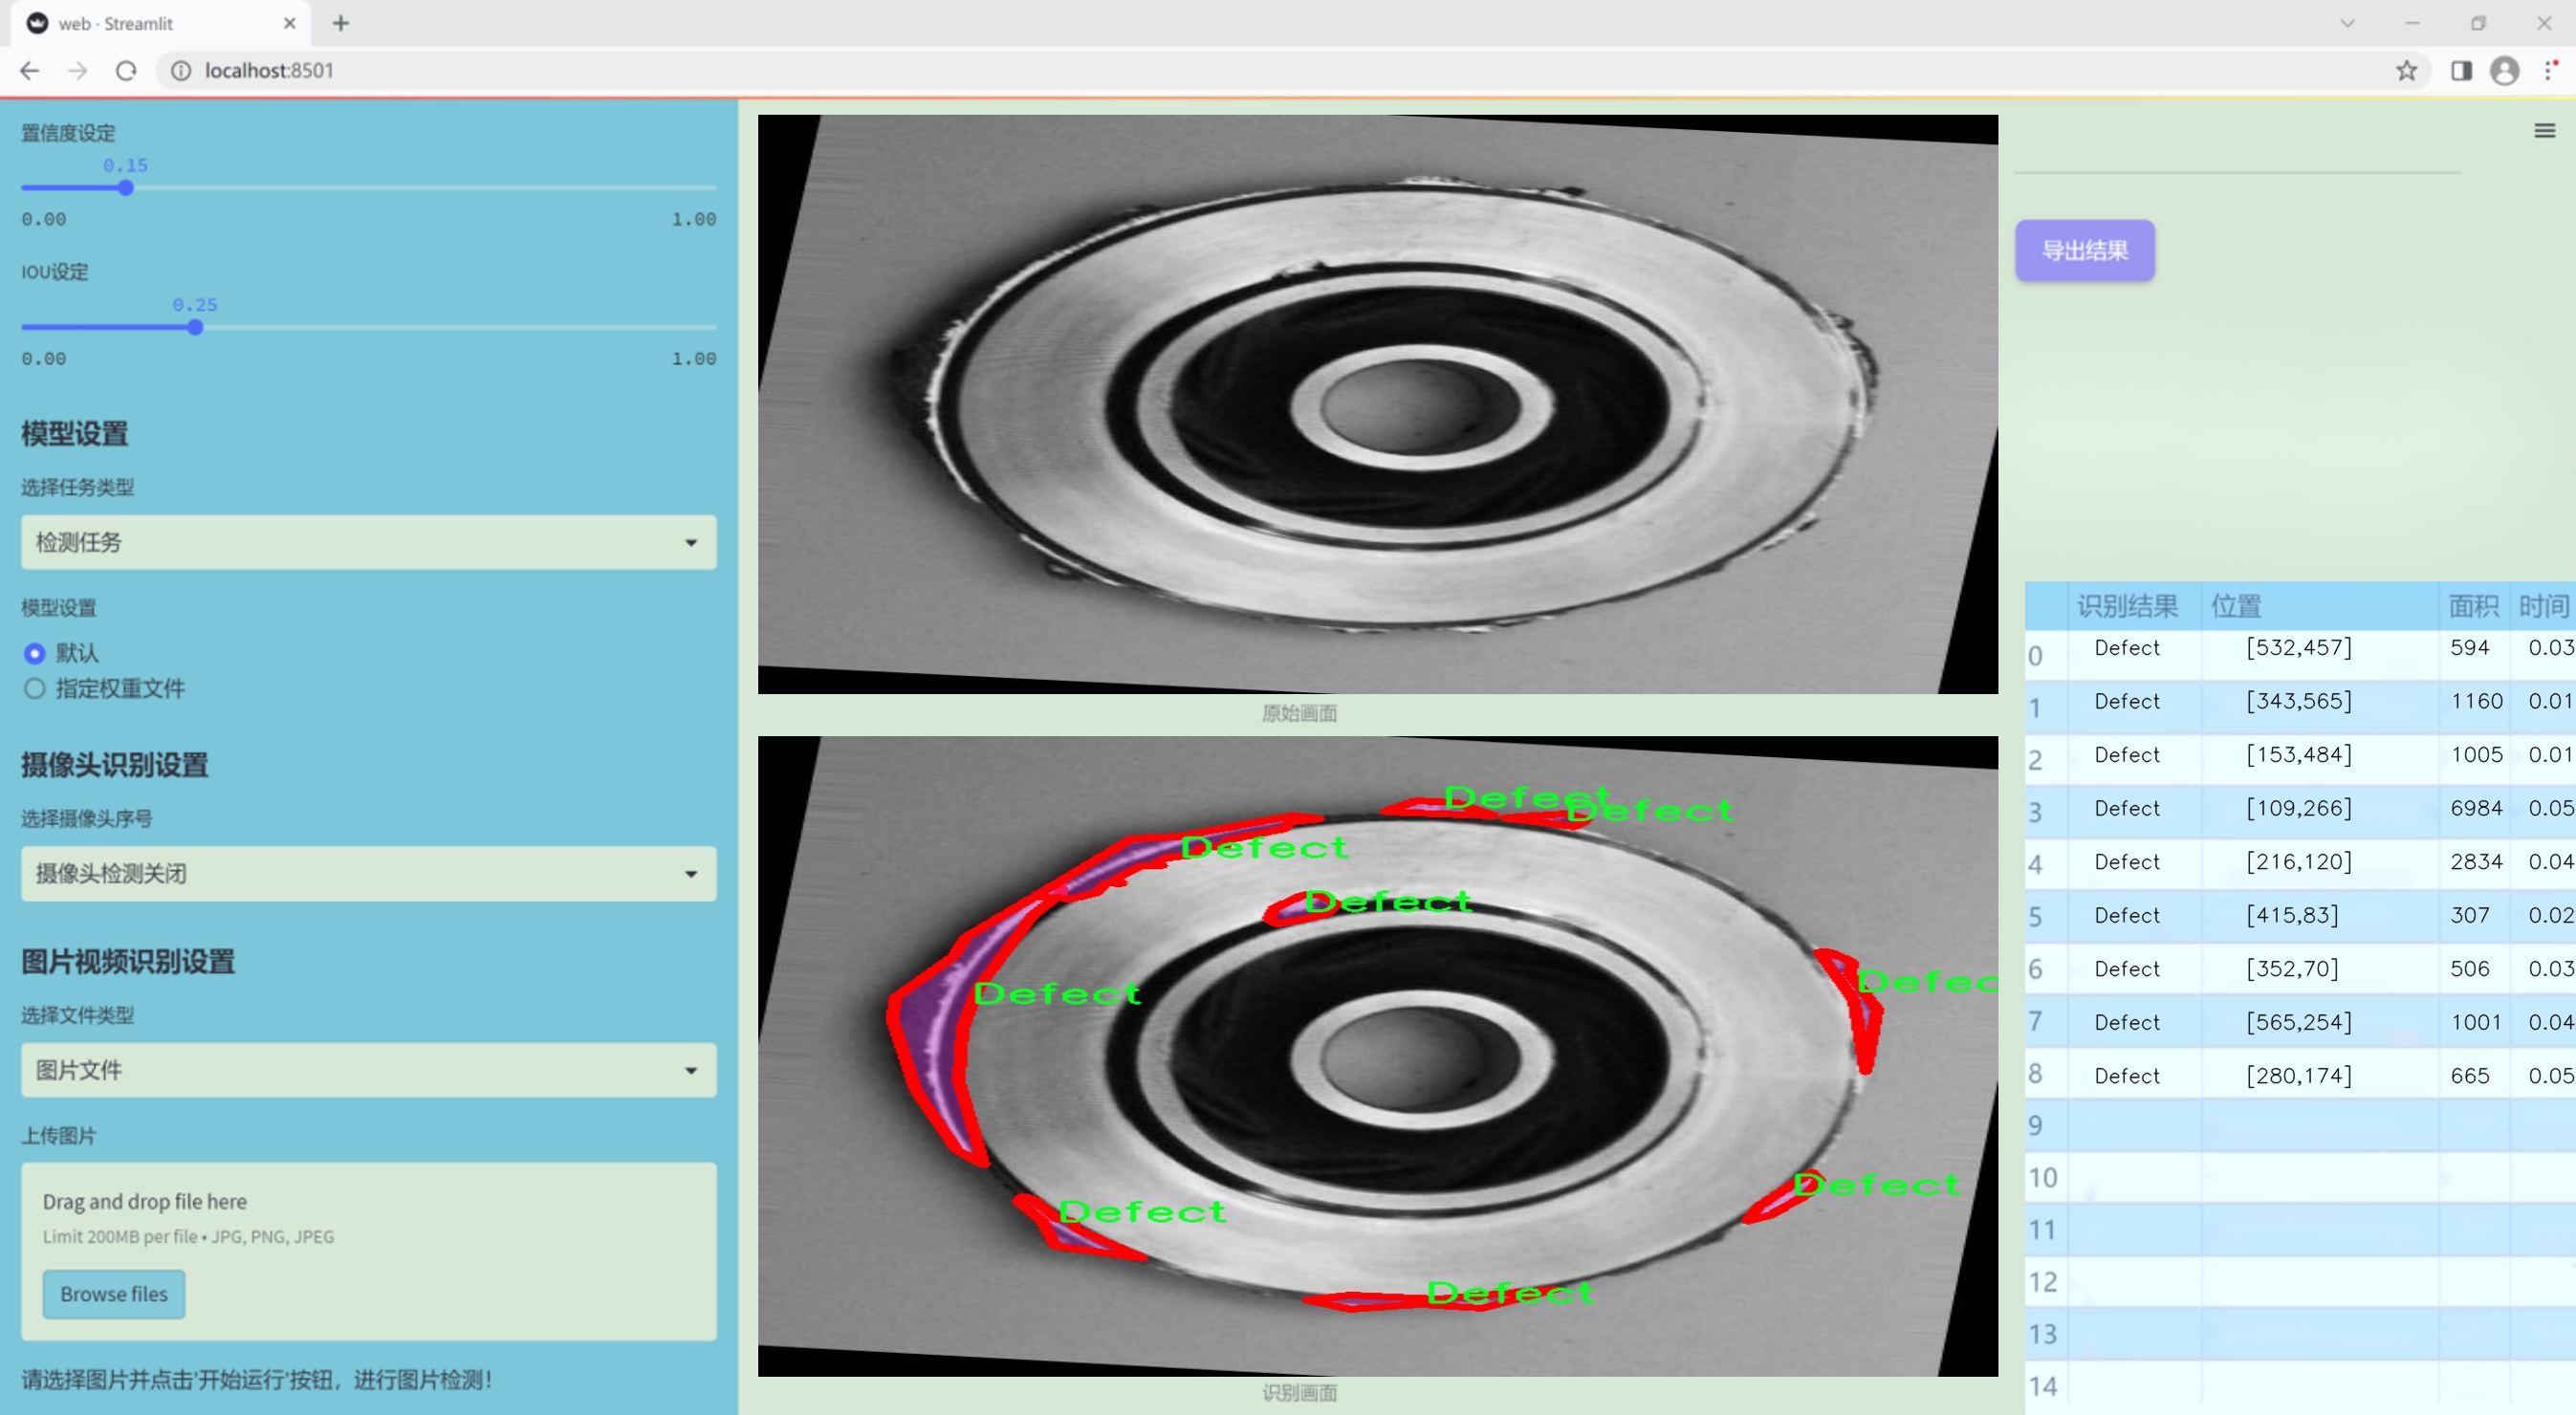 web · Streamlit
localhost:8501
置信度设定
0.15
0.00 1.00
IOU设定
0.25
0.00 1.00
模型设置
选择任务类型
检测任务
模型设置
默认
指定权重文件
摄像头识别设置
选择摄像头序号
摄像头检测关闭
图片视频识别设置
选择文件类型
图片文件
上传图片
Drag and drop file here
Limit 200MB per file • JPG, PNG, JPEG
Browse files
请选择图片并点击'开始运行'按钮，进行图片检测！
原始画面
Defect
Defect
Defect
Defect
Defec
Defect
Defect
Defect
Defect
识别画面
导出结果
识别结果 位置 面积 时间
0 Defect [532,457] 594 0.03
1 Defect [343,565] 1160 0.01
2 Defect [153,484] 1005 0.01
3 Defect [109,266] 6984 0.05
4 Defect [216,120] 2834 0.04
5 Defect [415,83] 307 0.02
6 Defect [352,70] 506 0.03
7 Defect [565,254] 1001 0.04
8 Defect [280,174] 665 0.05
9
10
11
12
13
14